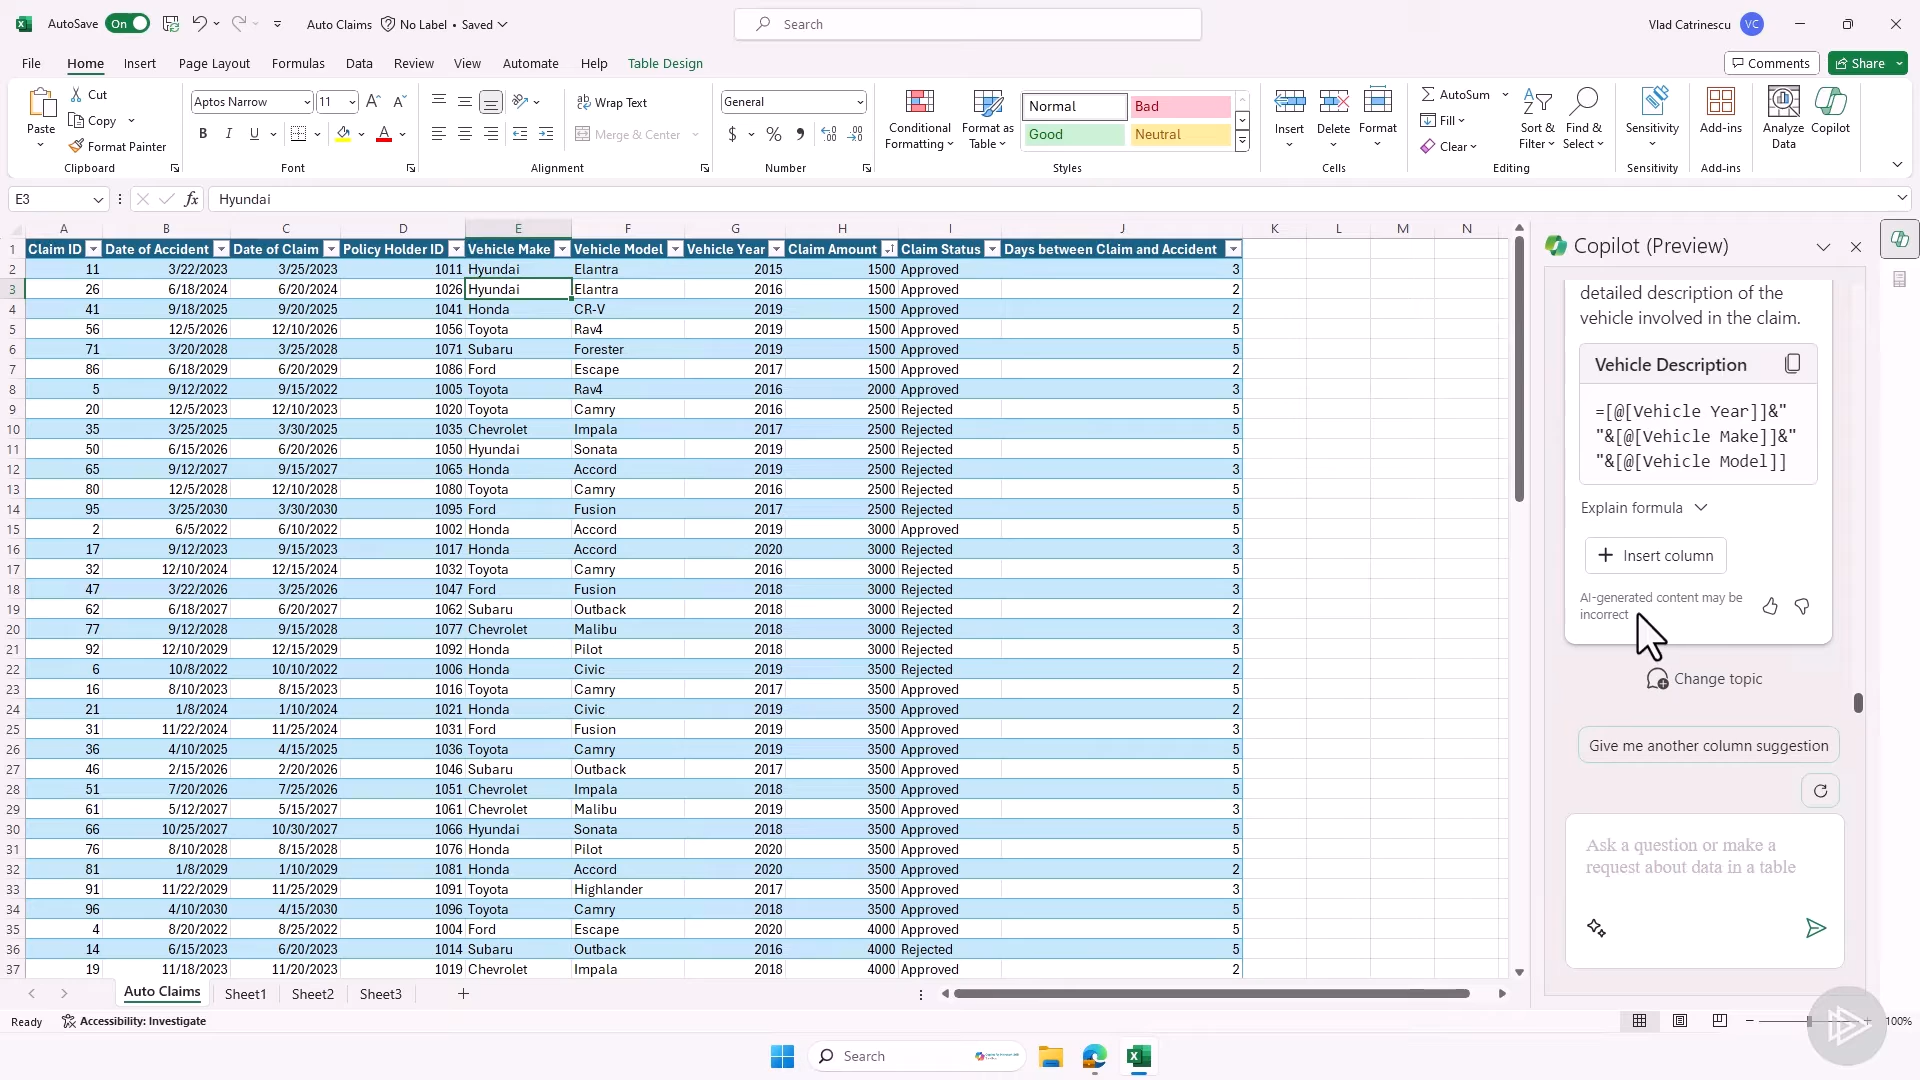 AutoSave On Auto Claims No Label • Saved Search Vlad Catrinescu VC
File Home Insert Page Layout Formulas Data Review View Automate Help Table Design Comments Share
Paste Cut Copy Format Painter Clipboard
Aptos Narrow 11 B I U A Font
Wrap Text Merge & Center Alignment
General $ % Number
Conditional Formatting Format as Table Normal Bad Good Neutral Styles
Insert Delete Format Cells
AutoSum Fill Clear Sort & Filter Find & Select Editing
Sensitivity Sensitivity
Add-ins Add-ins
Analyze Data Copilot
E3 fx Hyundai
A B C D E F G H I J K L M N
1 Claim ID Date of Accident Date of Claim Policy Holder ID Vehicle Make Vehicle Model Vehicle Year Claim Amount Claim Status Days between Claim and Accident
2 11 3/22/2023 3/25/2023 1011 Hyundai Elantra 2015 1500 Approved 3
3 26 6/18/2024 6/20/2024 1026 Hyundai Elantra 2016 1500 Approved 2
4 41 9/18/2025 9/20/2025 1041 Honda CR-V 2019 1500 Approved 2
5 56 12/5/2026 12/10/2026 1056 Toyota Rav4 2019 1500 Approved 5
6 71 3/20/2028 3/25/2028 1071 Subaru Forester 2019 1500 Approved 5
7 86 6/18/2029 6/20/2029 1086 Ford Escape 2017 1500 Approved 2
8 5 9/12/2022 9/15/2022 1005 Toyota Rav4 2016 2000 Approved 3
9 20 12/5/2023 12/10/2023 1020 Toyota Camry 2016 2500 Rejected 5
10 35 3/25/2025 3/30/2025 1035 Chevrolet Impala 2017 2500 Rejected 5
11 50 6/15/2026 6/20/2026 1050 Hyundai Sonata 2019 2500 Rejected 5
12 65 9/12/2027 9/15/2027 1065 Honda Accord 2019 2500 Rejected 3
13 80 12/5/2028 12/10/2028 1080 Toyota Camry 2016 2500 Rejected 5
14 95 3/25/2030 3/30/2030 1095 Ford Fusion 2017 2500 Rejected 5
15 2 6/5/2022 6/10/2022 1002 Honda Accord 2019 3000 Approved 5
16 17 9/12/2023 9/15/2023 1017 Honda Accord 2020 3000 Rejected 3
17 32 12/10/2024 12/15/2024 1032 Toyota Camry 2016 3000 Rejected 5
18 47 3/22/2026 3/25/2026 1047 Ford Fusion 2018 3000 Rejected 3
19 62 6/18/2027 6/20/2027 1062 Subaru Outback 2018 3000 Rejected 2
20 77 9/12/2028 9/15/2028 1077 Chevrolet Malibu 2018 3000 Rejected 3
21 92 12/10/2029 12/15/2029 1092 Honda Pilot 2018 3000 Rejected 5
22 6 10/8/2022 10/10/2022 1006 Honda Civic 2019 3500 Rejected 2
23 16 8/10/2023 8/15/2023 1016 Toyota Camry 2017 3500 Approved 5
24 21 1/8/2024 1/10/2024 1021 Honda Civic 2019 3500 Approved 2
25 31 11/22/2024 11/25/2024 1031 Ford Fusion 2019 3500 Approved 3
26 36 4/10/2025 4/15/2025 1036 Toyota Camry 2019 3500 Approved 5
27 46 2/15/2026 2/20/2026 1046 Subaru Outback 2017 3500 Approved 5
28 51 7/20/2026 7/25/2026 1051 Chevrolet Impala 2018 3500 Approved 5
29 61 5/12/2027 5/15/2027 1061 Chevrolet Malibu 2019 3500 Approved 3
30 66 10/25/2027 10/30/2027 1066 Hyundai Sonata 2018 3500 Approved 5
31 76 8/10/2028 8/15/2028 1076 Honda Pilot 2020 3500 Approved 5
32 81 1/8/2029 1/10/2029 1081 Honda Accord 2020 3500 Approved 2
33 91 11/22/2029 11/25/2029 1091 Toyota Highlander 2017 3500 Approved 3
34 96 4/10/2030 4/15/2030 1096 Toyota Camry 2018 3500 Approved 5
35 4 8/20/2022 8/25/2022 1004 Ford Escape 2020 4000 Approved 5
36 14 6/15/2023 6/20/2023 1014 Subaru Outback 2016 4000 Rejected 5
37 19 11/18/2023 11/20/2023 1019 Chevrolet Impala 2018 4000 Approved 2
Copilot (Preview)
detailed description of the
vehicle involved in the claim.
Vehicle Description
=[@[Vehicle Year]]&"
"&[@[Vehicle Make]]&"
"&[@[Vehicle Model]]
Explain formula
Insert column
AI-generated content may be
incorrect
Change topic
Give me another column suggestion
Ask a question or make a
request about data in a table
Auto Claims Sheet1 Sheet2 Sheet3
Ready Accessibility: Investigate 100%
Search